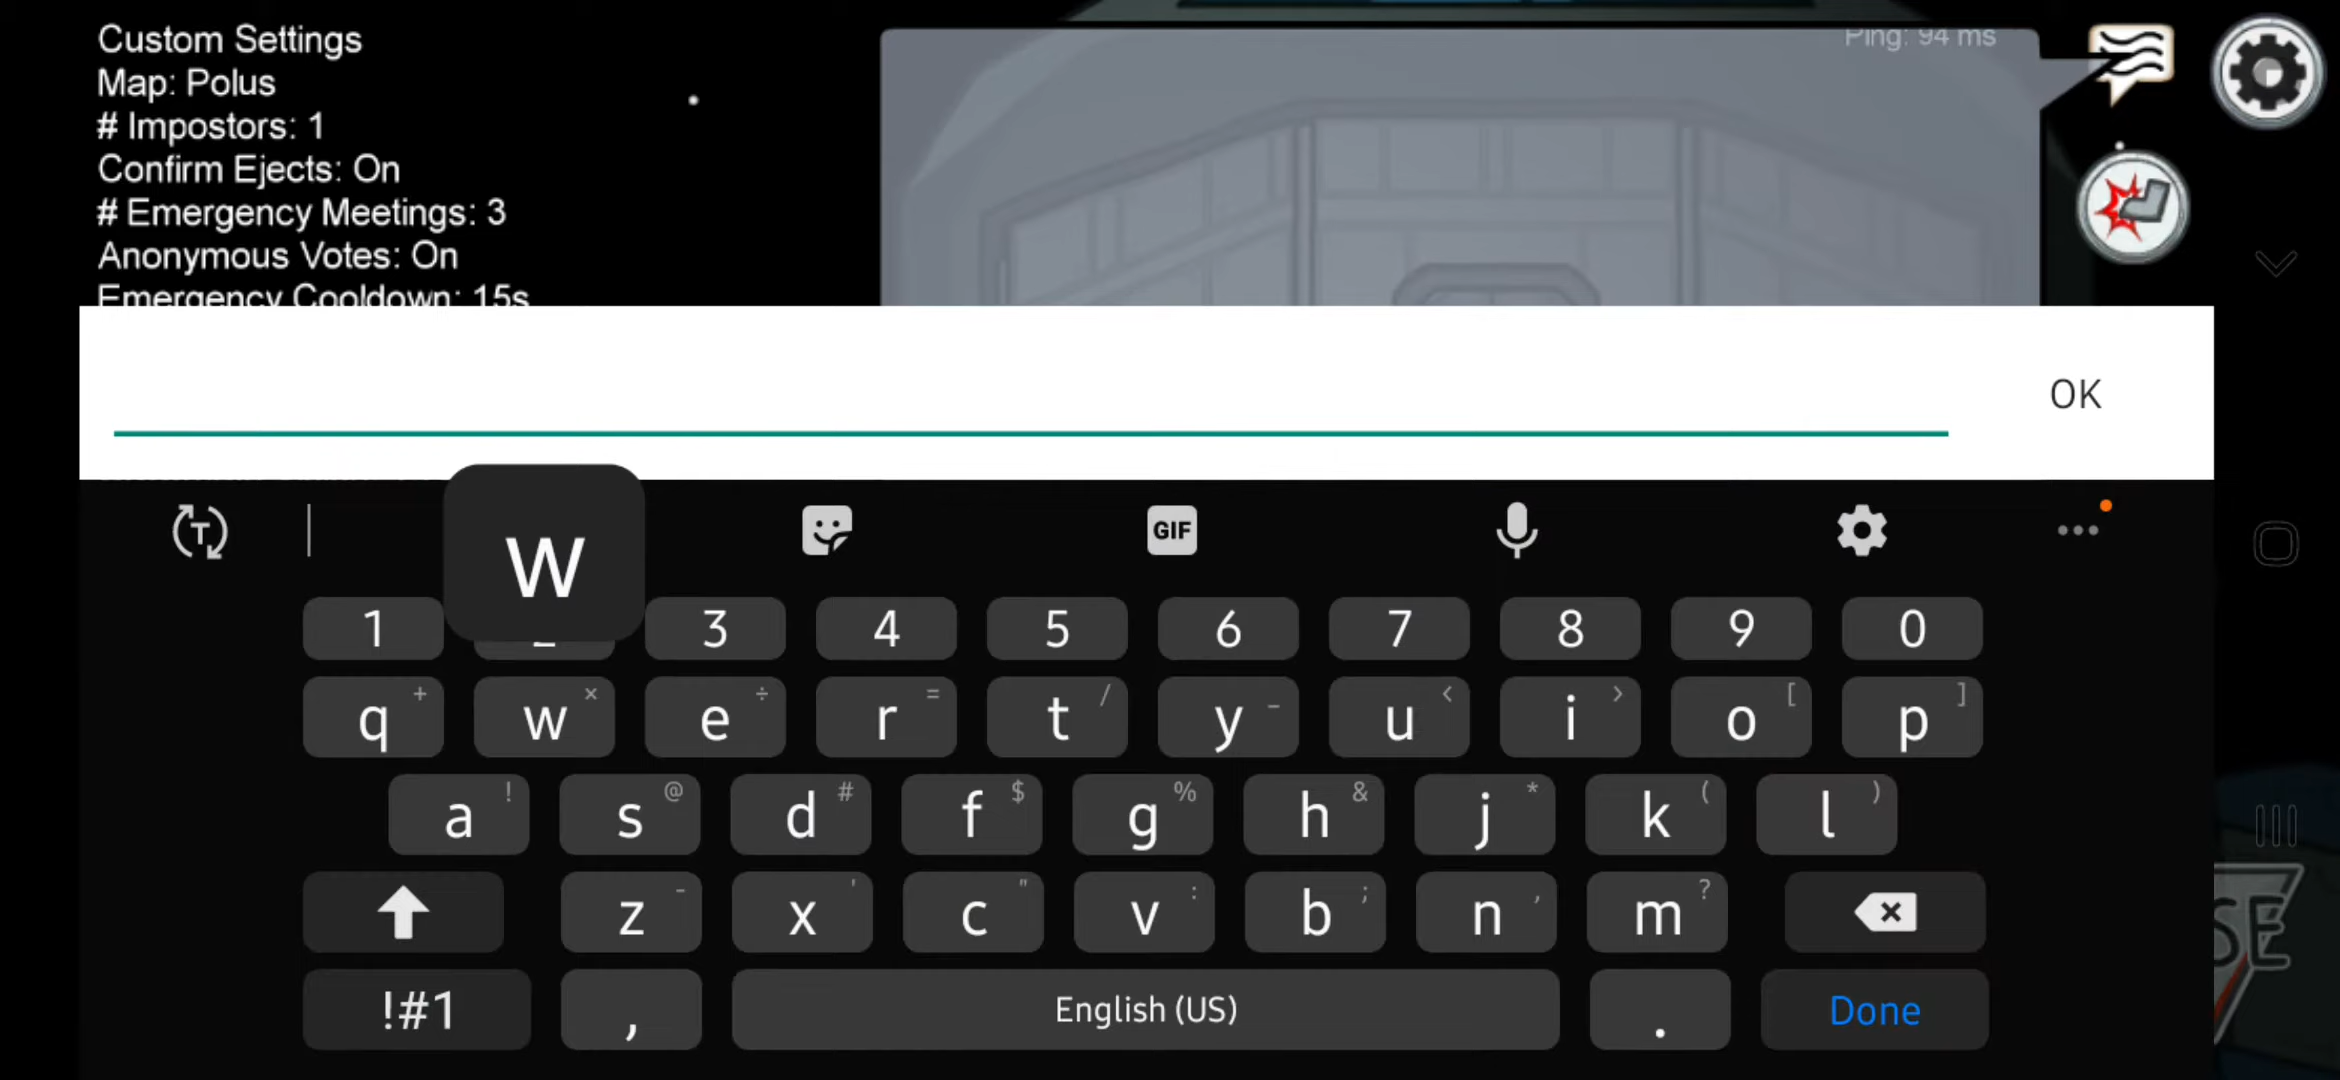 Custom Settings
Map: Polus
# Impostors: 1
Confirm Ejects: On
# Emergency Meetings: 3
Anonymous Votes: On
Emergency Cooldown: 15s
Ping: 94 ms
OK
T
W
GIF
1 3 4 5 6 7 8 9 0
q + w × e ÷ r = t / y - u < i > o [ p ]
a ! s @ d # f $ g % h & j * k ( l )
z - x ' c " v : b ; n , m ?
!#1 , English (US) . Done
SE